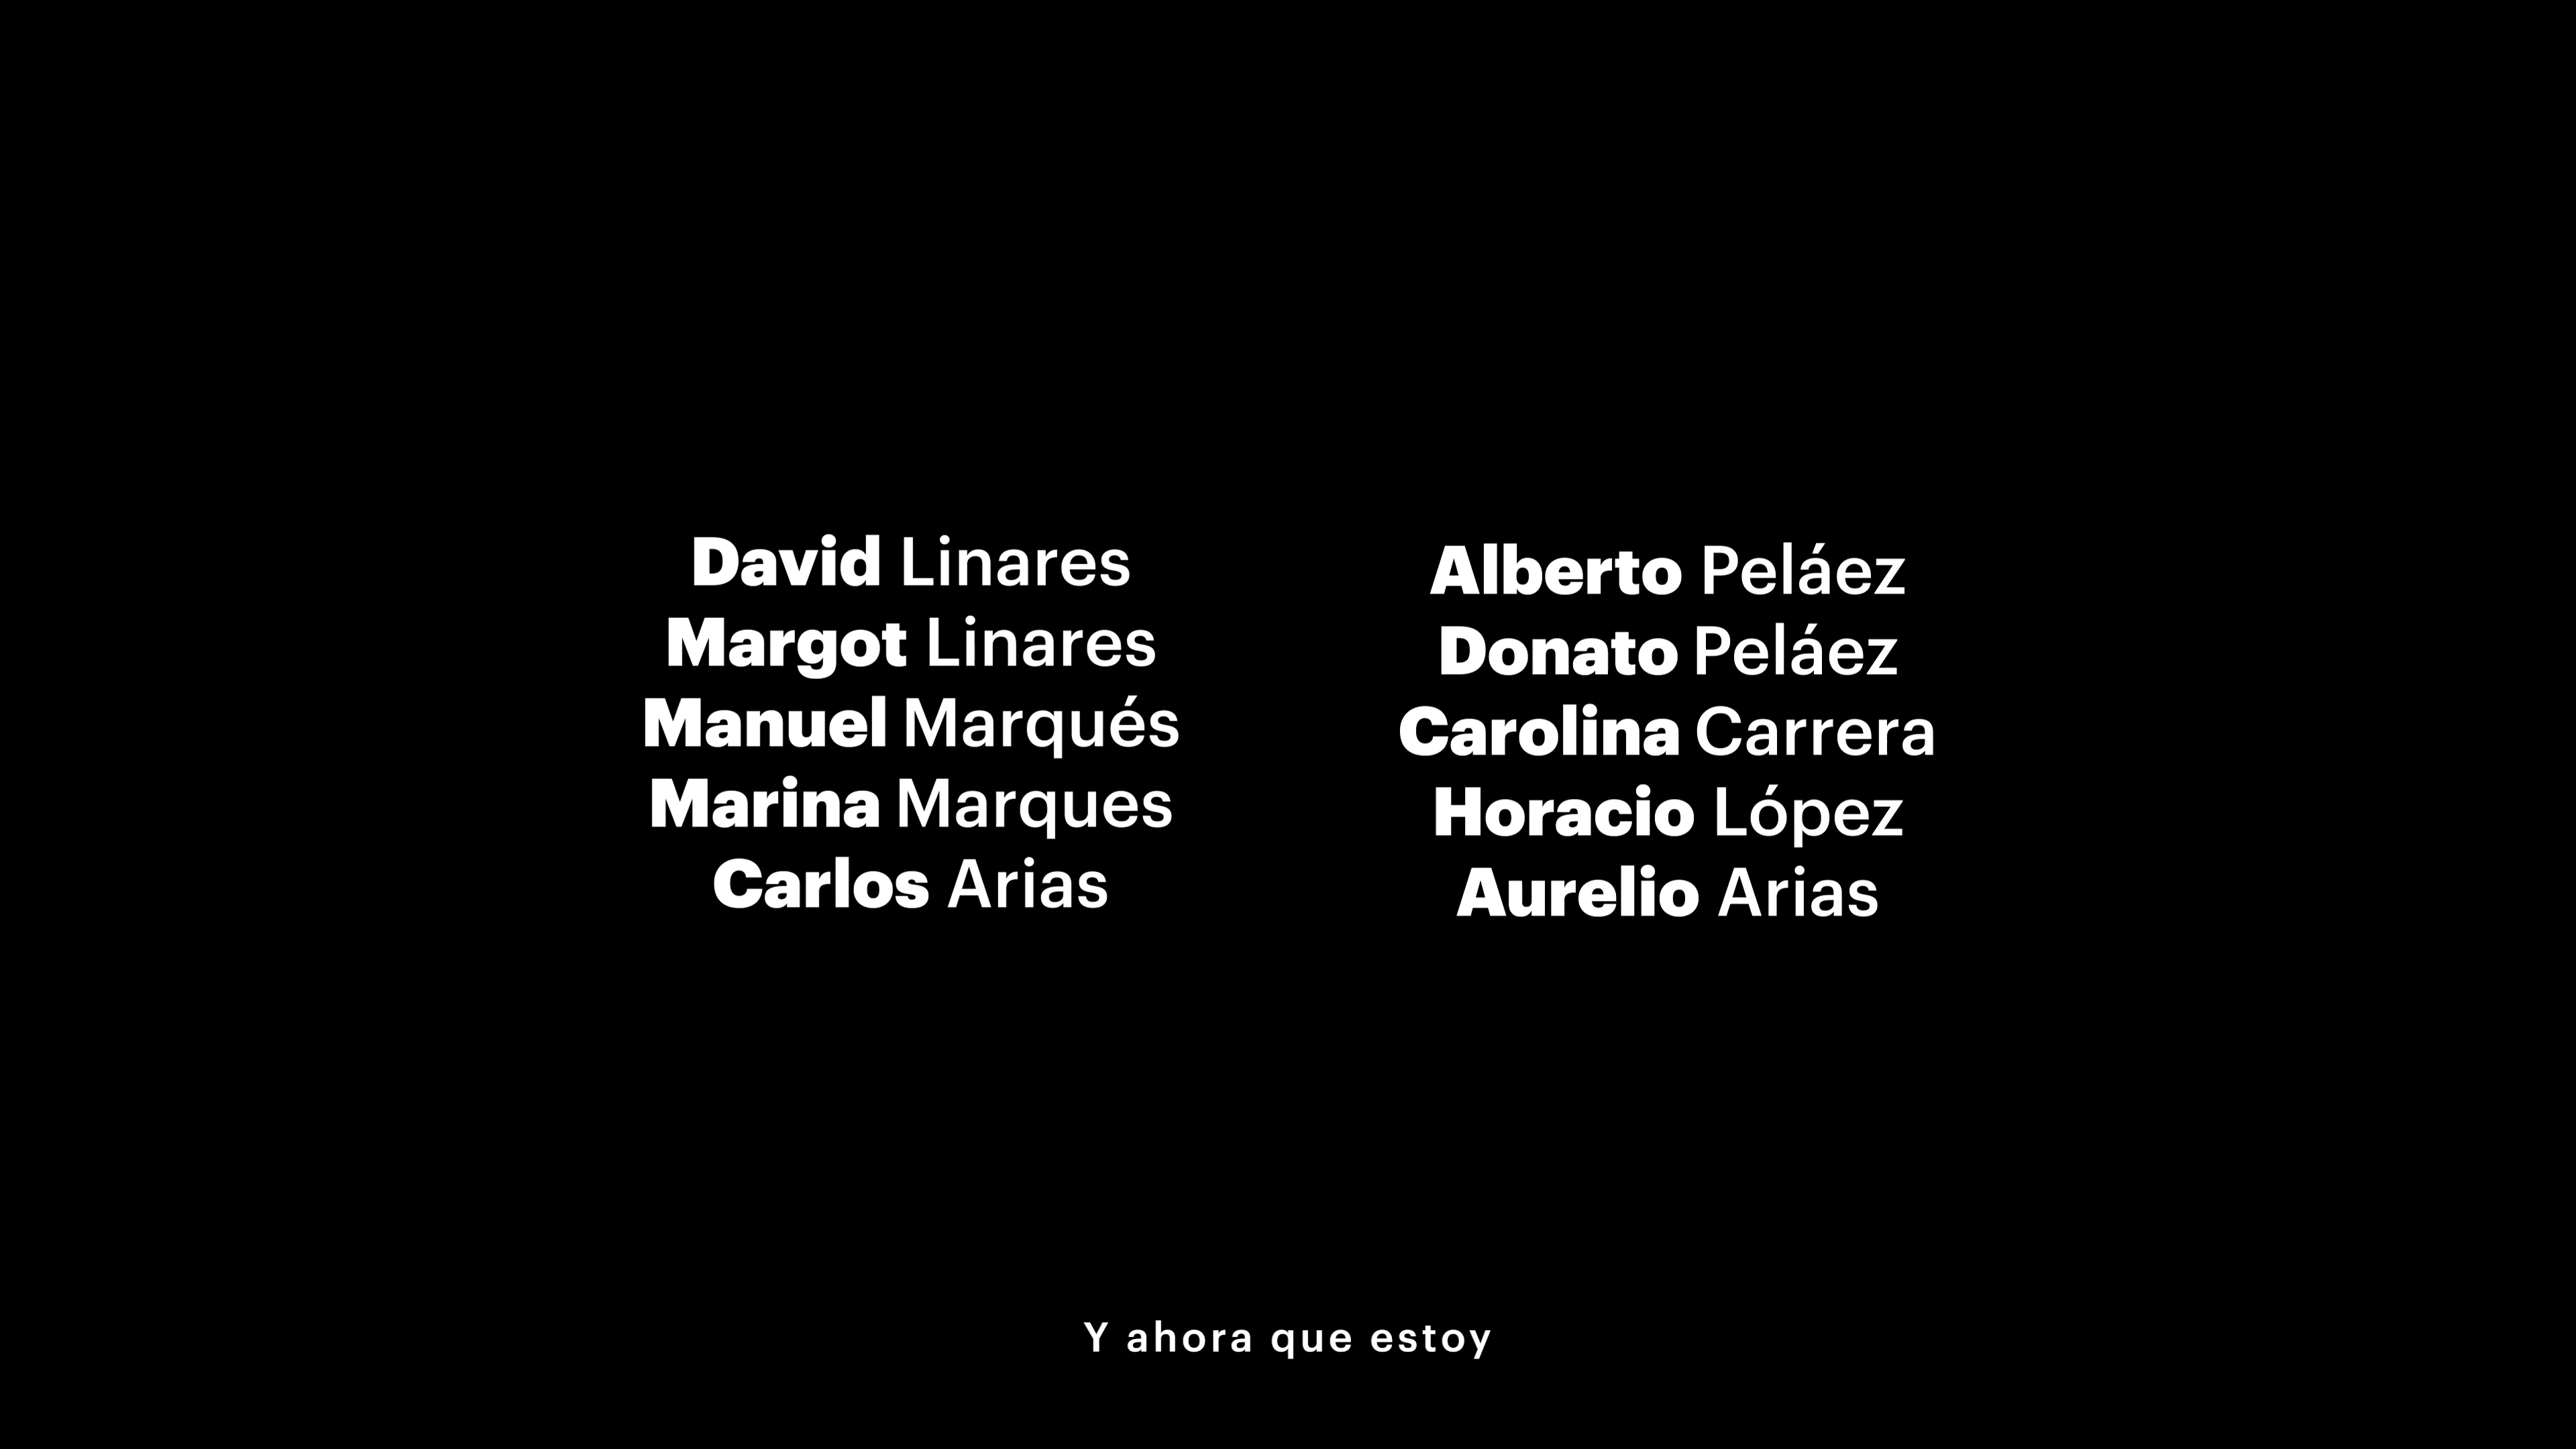 David Linares
Margot Linares
Manuel Marqués
Marina Marques
Carlos Arias
Alberto Peláez
Donato Peláez
Carolina Carrera
Horacio López
Aurelio Arias
Y ahora que estoy